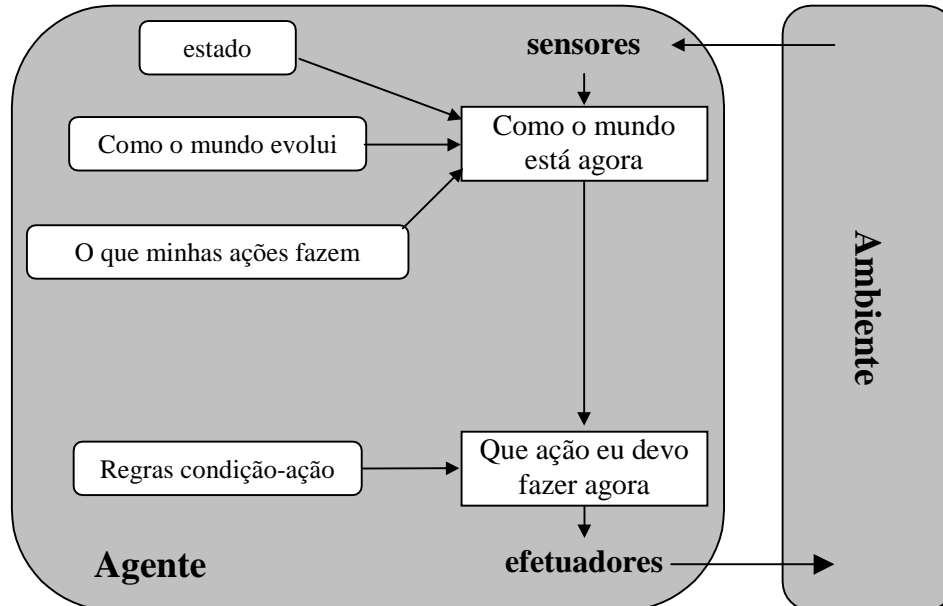 estado
sensores
Como o mundo evolui
Como o mundo
está agora
O que minhas ações fazem
Ambiente
Regras condição-ação
Que ação eu devo
fazer agora
Agente
efetuadores